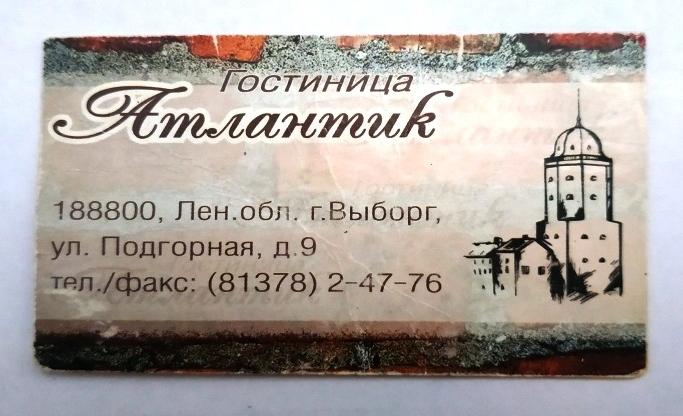 Гостиница
Атлантик
188800, Лен.обл. г.Выборг,
ул. Подгорная, д.9
тел./факс: (81378) 2-47-76